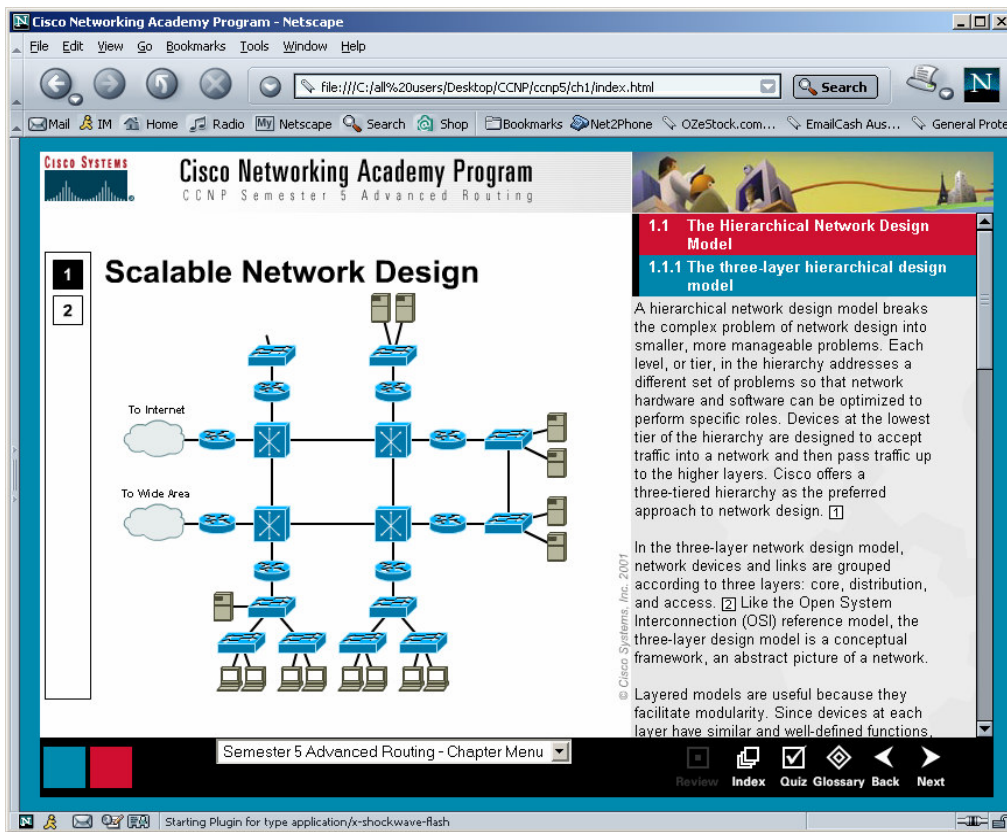 Cisco Networking Academy Program - Netscape
File Edit View Go Bookmarks Tools Window Help
file:///C:/all%20users/Desktop/CCNP/ccnp5/ch1/index.html
Search
N
Mail IM Home Radio My Netscape Search Shop Bookmarks Net2Phone OZeStock.com... EmailCash Aus... General Prote
CISCO SYSTEMS
Cisco Networking Academy Program
CCNP Semester 5 Advanced Routing
1
2
Scalable Network Design
To Internet
To Wide Area
© Cisco Systems, Inc. 2001
1.1 The Hierarchical Network Design
Model
1.1.1 The three-layer hierarchical design
model
A hierarchical network design model breaks
the complex problem of network design into
smaller, more manageable problems. Each
level, or tier, in the hierarchy addresses a
different set of problems so that network
hardware and software can be optimized to
perform specific roles. Devices at the lowest
tier of the hierarchy are designed to accept
traffic into a network and then pass traffic up
to the higher layers. Cisco offers a
three-tiered hierarchy as the preferred
approach to network design. 1
In the three-layer network design model,
network devices and links are grouped
according to three layers: core, distribution,
and access. 2 Like the Open System
Interconnection (OSI) reference model, the
three-layer design model is a conceptual
framework, an abstract picture of a network.
Layered models are useful because they
facilitate modularity. Since devices at each
layer have similar and well-defined functions,
Semester 5 Advanced Routing - Chapter Menu
Review Index Quiz Glossary Back Next
Starting Plugin for type application/x-shockwave-flash